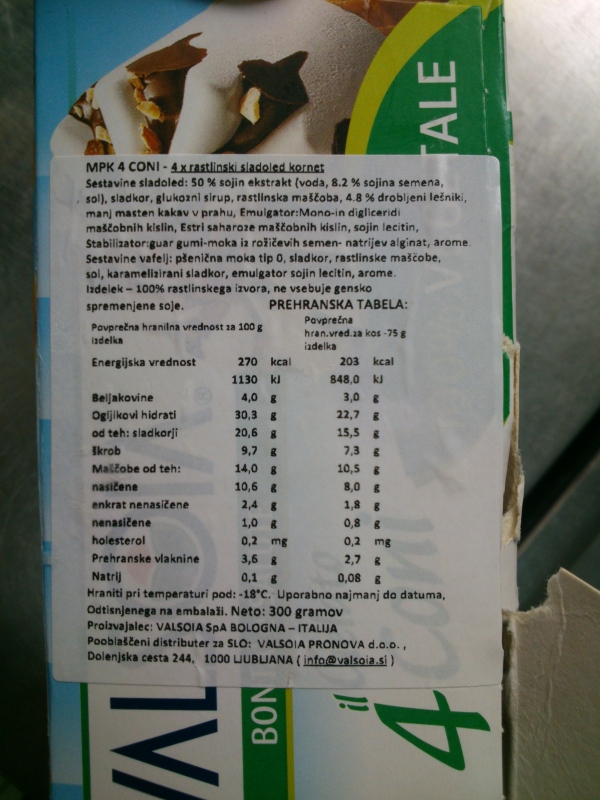 TALE
MPK 4 CONI - 4 x rastlinski sladoled kornet
Sestavine sladoled: 50 % sojin ekstrakt (voda, 8.2 % sojina semena,
sol), sladkor, glukozni sirup, rastlinska maščoba, 4.8 % drobljeni lešniki,
manj masten kakav v prahu, Emulgator:Mono-in digliceridi
maščobnih kislin, Estri saharoze maščobnih kislin, sojin lecitin,
Stabilizator:guar gumi-moka iz rožičevih semen- natrijev alginat, arome.
Sestavine vafelj: pšenična moka tip 0, sladkor, rastlinske maščobe,
sol, karamelizirani sladkor, emulgator sojin lecitin, arome.
Izdelek – 100% rastlinskega izvora, ne vsebuje gensko
spremenjene soje. PREHRANSKA TABELA:
Povprečna hranilna vrednost za 100 g izdelka
Povprečna hran.vred.za kos -75 g izdelka
Energijska vrednost 270 kcal 203 kcal
1130 kJ 848,0 kJ
Beljakovine 4,0 g 3,0 g
Ogljikovi hidrati 30,3 g 22,7 g
od teh: sladkorji 20,6 g 15,5 g
škrob 9,7 g 7,3 g
Maščobe od teh: 14,0 g 10,5 g
nasičene 10,6 g 8,0 g
enkrat nenasičene 2,4 g 1,8 g
nenasičene 1,0 g 0,8 g
holesterol 0,2 mg 0,2 mg
Prehranske vlaknine 3,6 g 2,7 g
Natrij 0,1 g 0,08 g
Hraniti pri temperaturi pod: -18°C. Uporabno najmanj do datuma,
Odtisnjenega na embalaži. Neto: 300 gramov
Proizvajalec: VALSOIA SpA BOLOGNA – ITALIJA
Pooblaščeni distributer za SLO: VALSOIA PRONOVA d.o.o. ,
Dolenjska cesta 244, 1000 LJUBLJANA ( info@valsoia.si )
BON
il
4